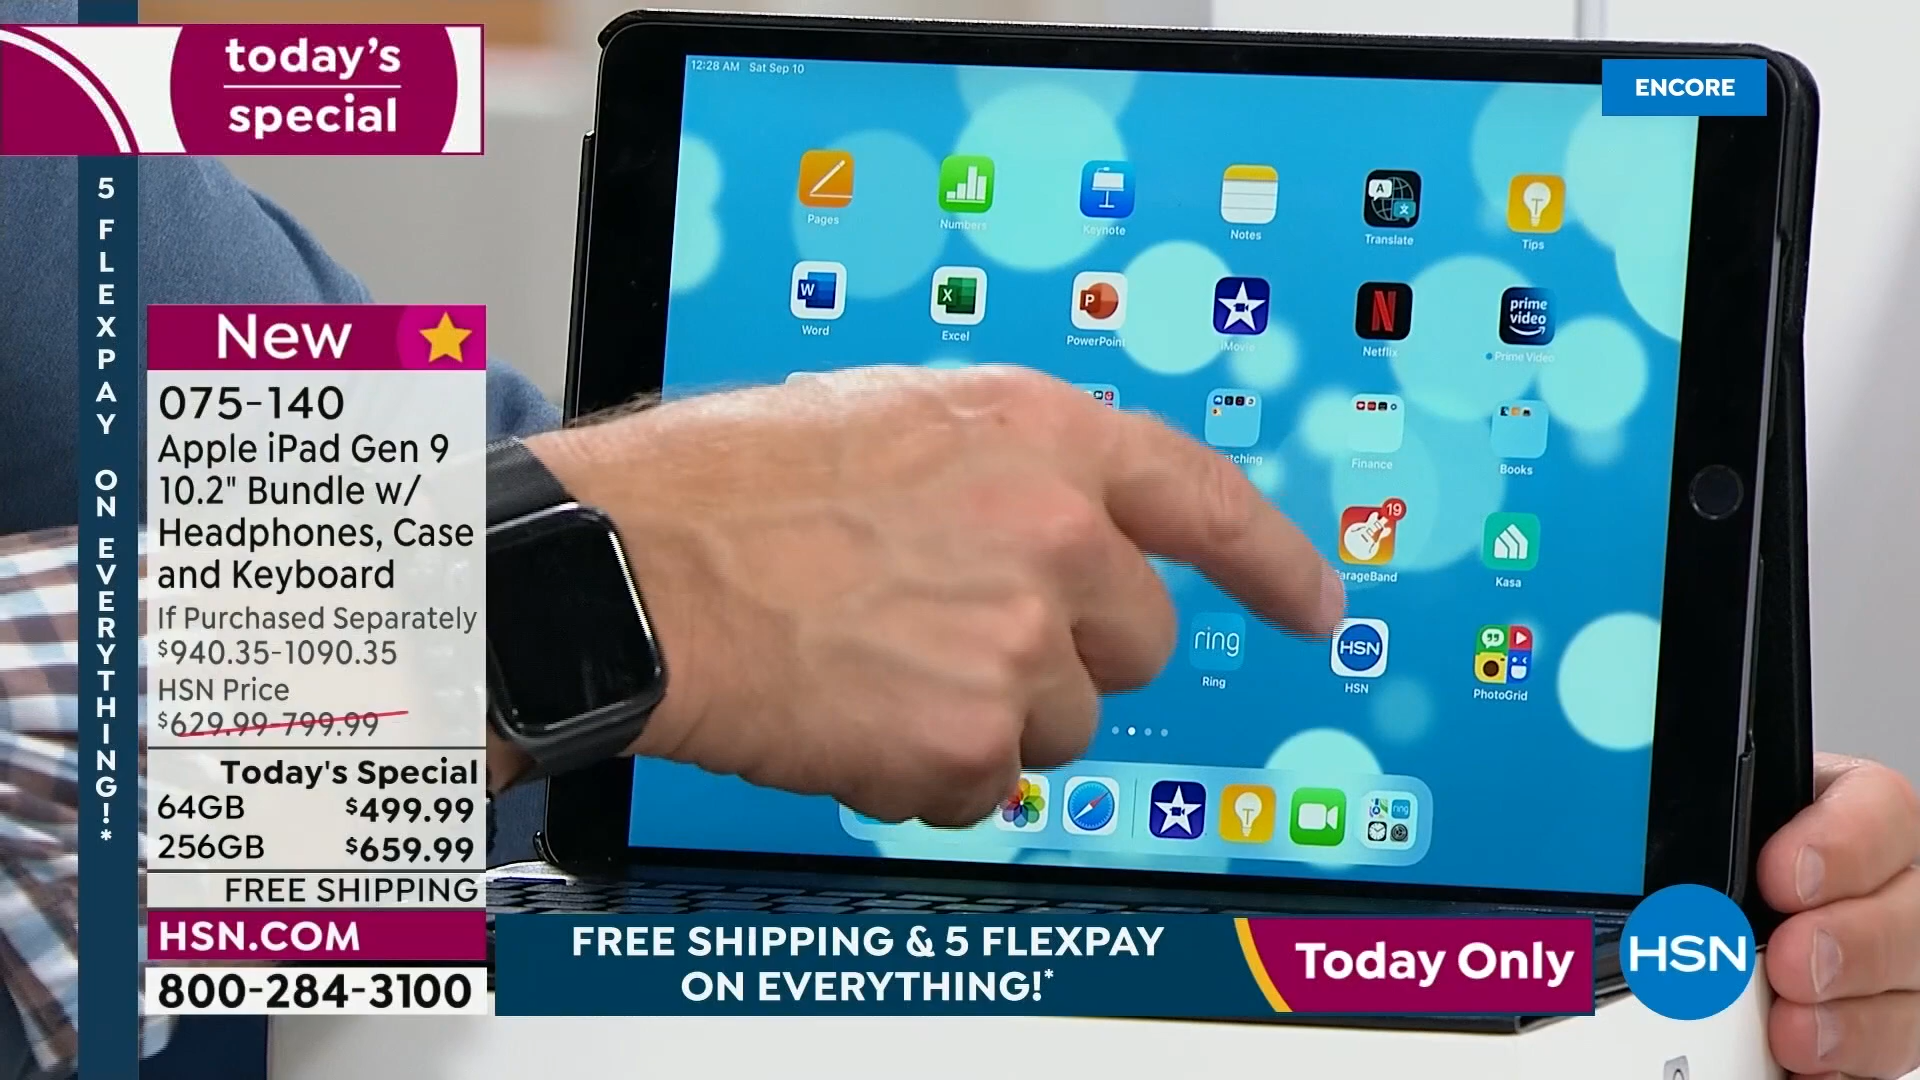 today's
special
5 FLEXPAY ON EVERYTHING!*
New
075-140
Apple iPad Gen 9
10.2" Bundle w/
Headphones, Case
and Keyboard
If Purchased Separately
$940.35-1090.35
HSN Price
$629.99-799.99
Today's Special
64GB $499.99
256GB $659.99
FREE SHIPPING
HSN.COM
800-284-3100
12:28 AM Sat Sep 10
ENCORE
Pages Numbers Keynote Notes Translate Tips
W X P N prime video
Word Excel PowerPoint iMovie Netflix Prime Video
Finance Books
19
GarageBand Kasa
ring HSN
Ring HSN PhotoGrid
ring
FREE SHIPPING & 5 FLEXPAY
ON EVERYTHING!*
Today Only
HSN